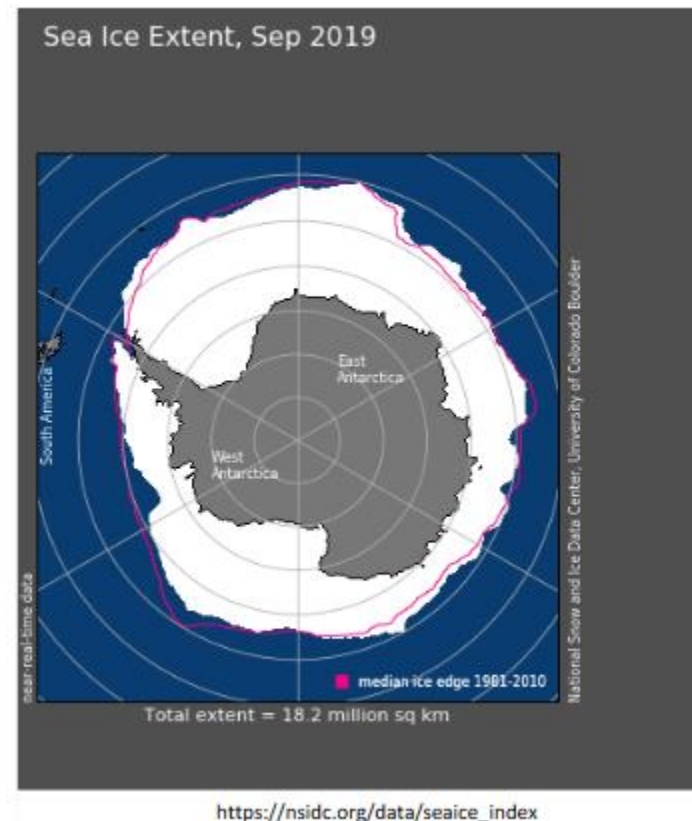 Sea Ice Extent, Sep 2019
South America
near-real-time data
East
Antarctica
West
Antarctica
National Snow and Ice Data Center, University of Colorado Boulder
median ice edge 1981-2010
Total extent = 18.2 million sq km
https://nsidc.org/data/seaice_index